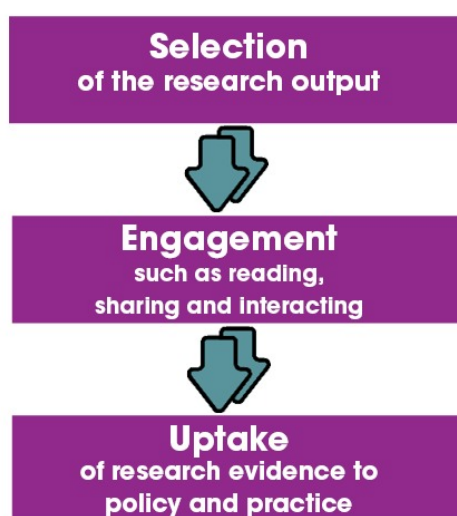 Selection
of the research output
Engagement
such as reading,
sharing and interacting
Uptake
of research evidence to
policy and practice